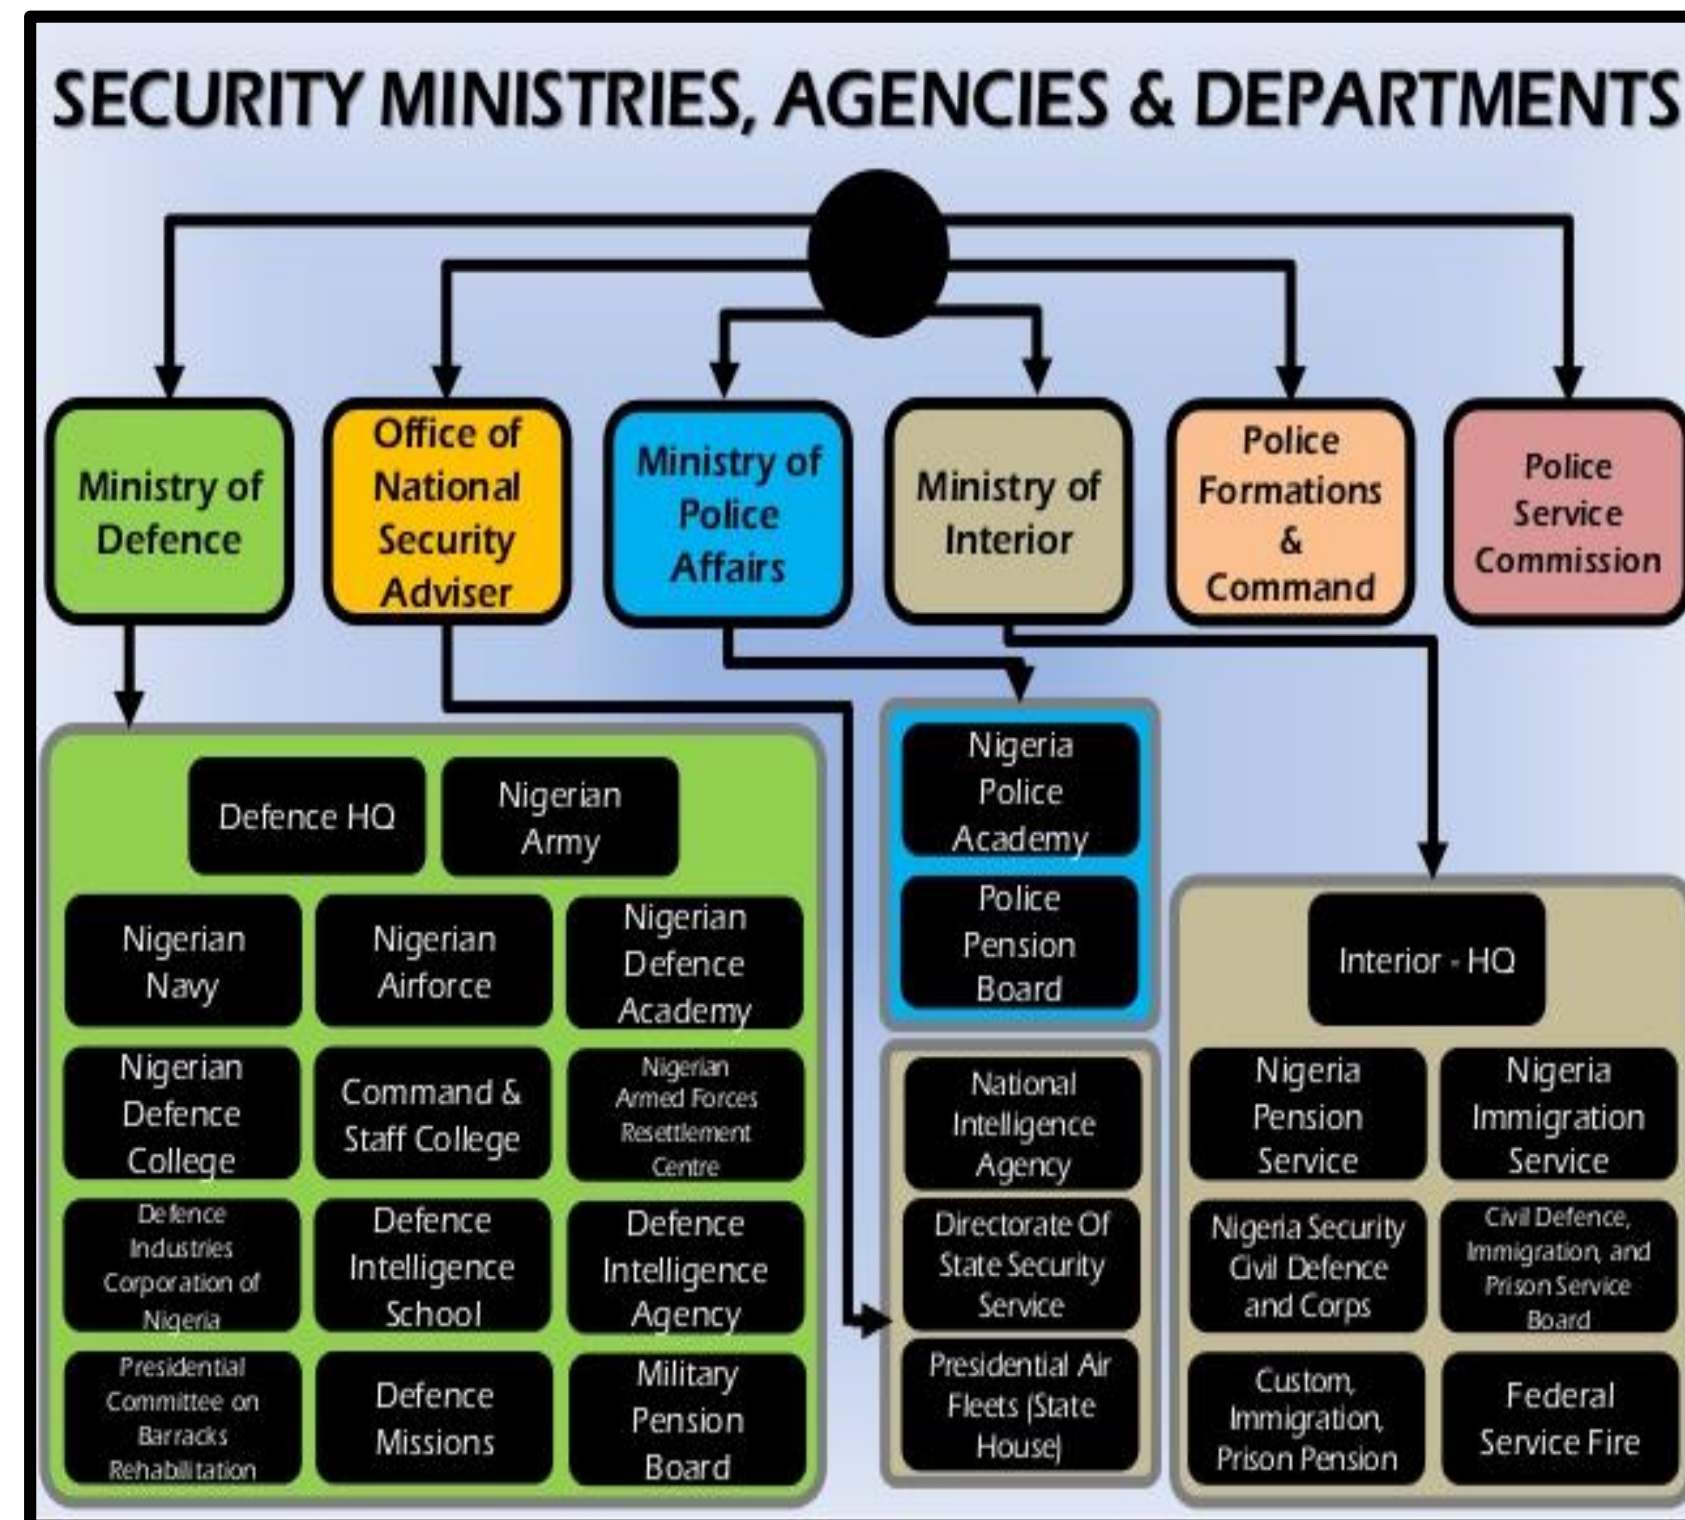 SECURITY MINISTRIES, AGENCIES & DEPARTMENTS
Ministry of
Defence
Office of
National
Security
Adviser
Ministry of
Police
Affairs
Ministry of
Interior
Police
Formations
&
Command
Police
Service
Commission
Defence HQ
Nigerian
Army
Nigerian
Navy
Nigerian
Airforce
Nigerian
Defence
Academy
Nigerian
Defence
College
Command &
Staff College
Nigerian
Armed Forces
Resettlement
Centre
Defence
Industries
Corporation of
Nigeria
Defence
Intelligence
School
Defence
Intelligence
Agency
Presidential
Committee on
Barracks
Rehabilitation
Defence
Missions
Military
Pension
Board
Nigeria
Police
Academy
Police
Pension
Board
National
Intelligence
Agency
Directorate Of
State Security
Service
Presidential Air
Fleets (State
House)
Interior - HQ
Nigeria
Pension
Service
Nigeria
Immigration
Service
Nigeria Security
Civil Defence
and Corps
Civil Defence,
Immigration, and
Prison Service
Board
Custom,
Immigration,
Prison Pension
Federal
Service Fire